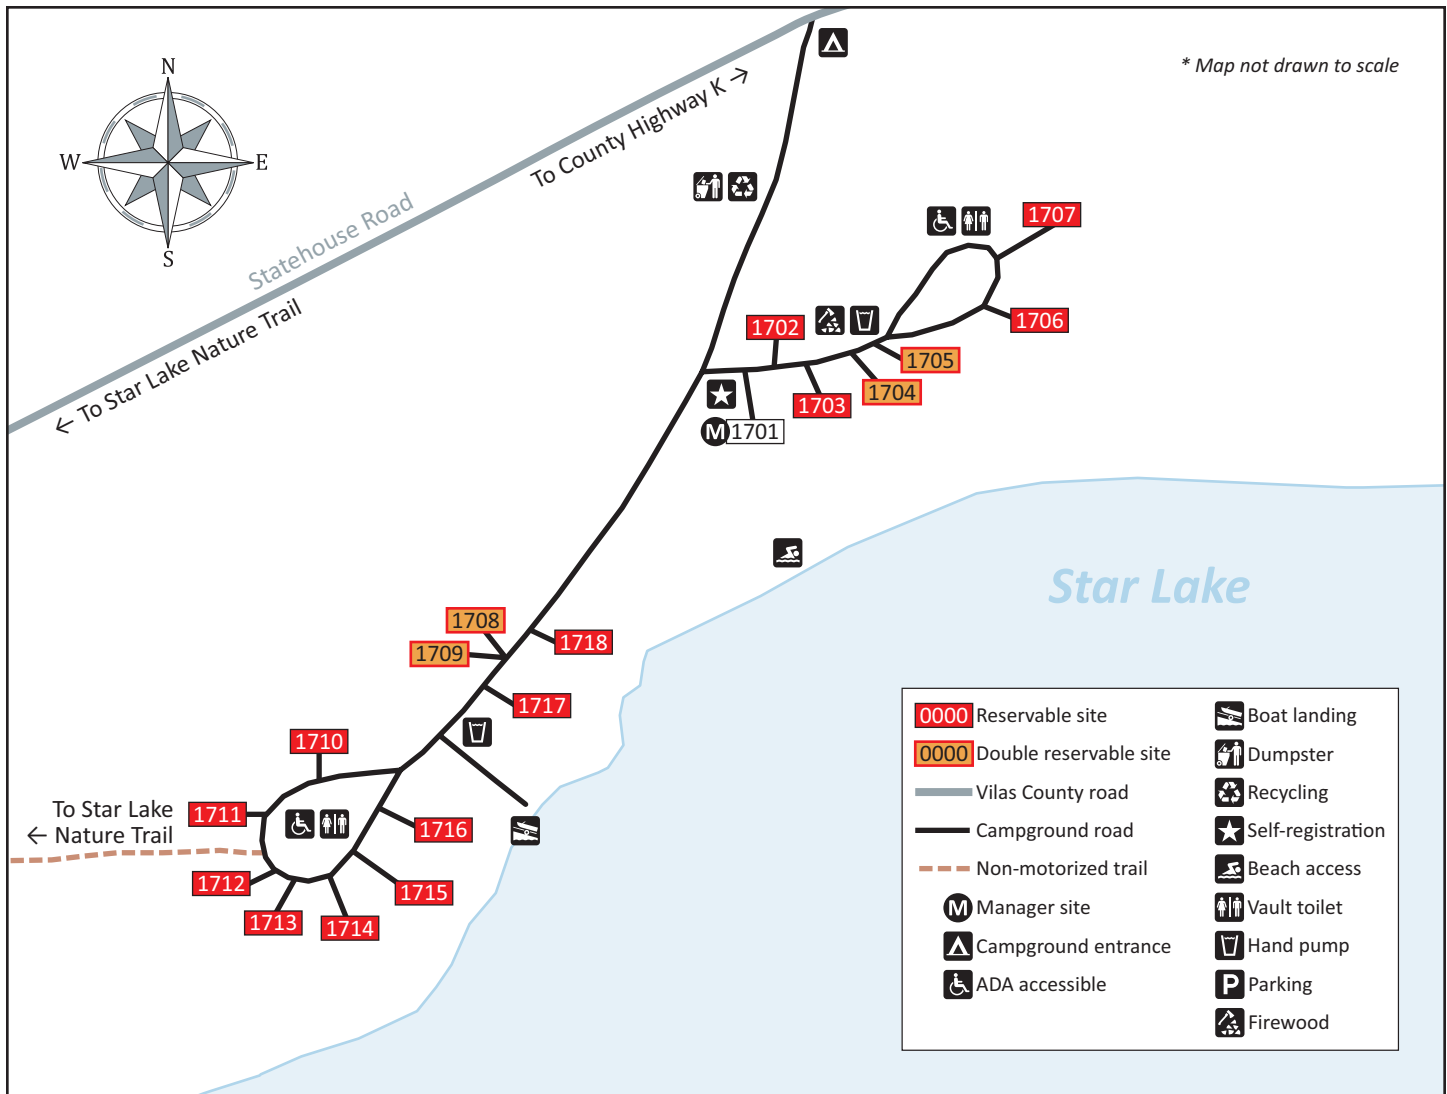 N
W E
S
* Map not drawn to scale
To County Highway K →
Statehouse Road
← To Star Lake Nature Trail
1707
1702
1706
1705
1704
1703
M 1701
Star Lake
1708
1709
1718
1717
1710
1711
To Star Lake
← Nature Trail
1716
1712
1715
1713
1714
0000 Reservable site
0000 Double reservable site
Vilas County road
Campground road
Non-motorized trail
M Manager site
Campground entrance
ADA accessible
Boat landing
Dumpster
Recycling
Self-registration
Beach access
Vault toilet
Hand pump
P Parking
Firewood